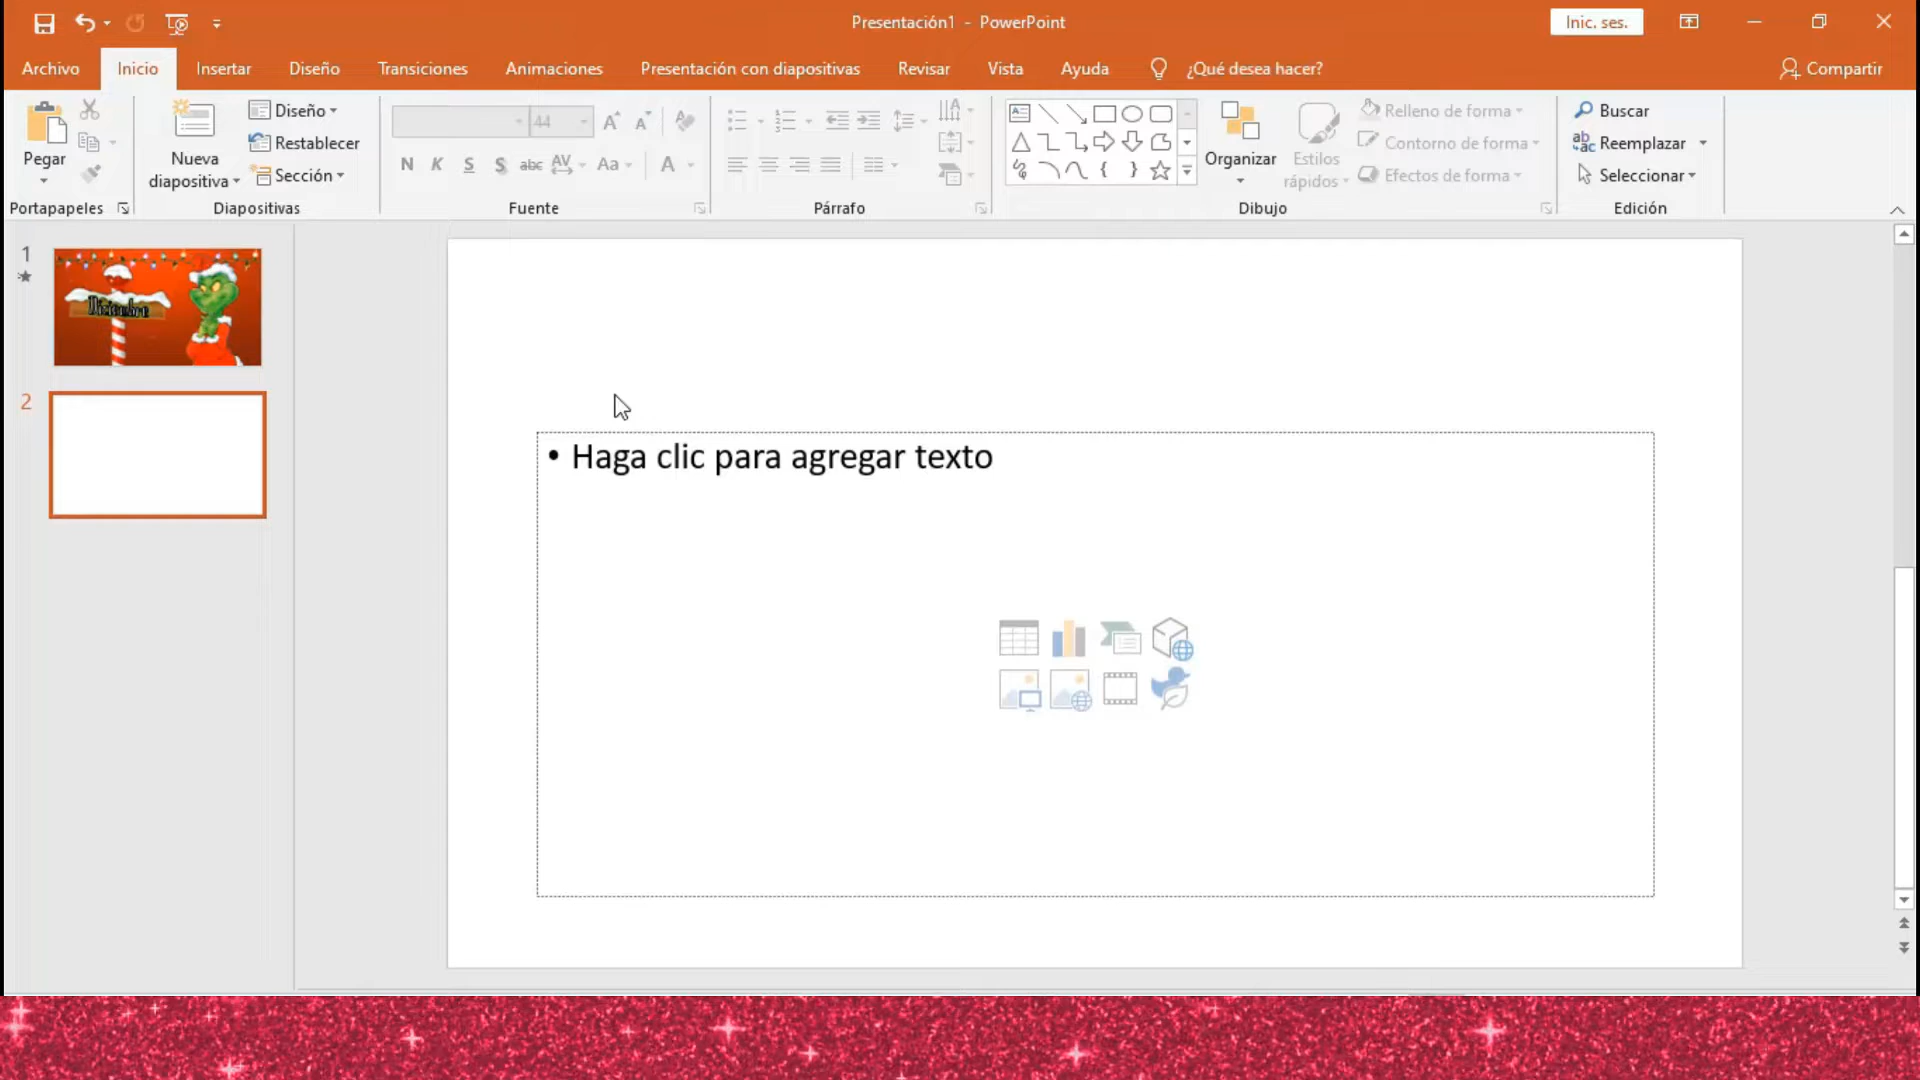 Presentación1 - PowerPoint
Inic. ses.
Archivo
Inicio
Insertar
Diseño
Transiciones
Animaciones
Presentación con diapositivas
Revisar
Vista
Ayuda
¿Qué desea hacer?
Compartir
Pegar
Portapapeles
Nueva
diapositiva
Diseño
Restablecer
Sección
Diapositivas
44
N K S S abc AV Aa A
Fuente
Párrafo
Organizar
Estilos
rápidos
Relleno de forma
Contorno de forma
Efectos de forma
Dibujo
Buscar
Reemplazar
Seleccionar
Edición
1
Diciembre
2
• Haga clic para agregar texto